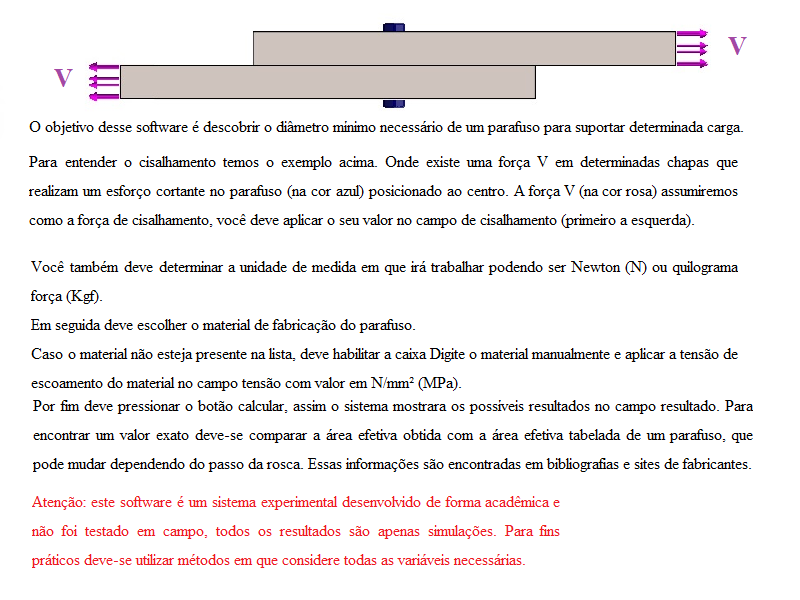 V
V
O objetivo desse software é descobrir o diâmetro minimo necessário de um parafuso para suportar determinada carga.
Para entender o cisalhamento temos o exemplo acima. Onde existe uma força V em determinadas chapas que
realizam um esforço cortante no parafuso (na cor azul) posicionado ao centro. A força V (na cor rosa) assumiremos
como a força de cisalhamento, você deve aplicar o seu valor no campo de cisalhamento (primeiro a esquerda).
Você também deve determinar a unidade de medida em que irá trabalhar podendo ser Newton (N) ou quilograma
força (Kgf).
Em seguida deve escolher o material de fabricação do parafuso.
Caso o material não esteja presente na lista, deve habilitar a caixa Digite o material manualmente e aplicar a tensão de
escoamento do material no campo tensão com valor em N/mm² (MPa).
Por fim deve pressionar o botão calcular, assim o sistema mostrara os possíveis resultados no campo resultado. Para
encontrar um valor exato deve-se comparar a área efetiva obtida com a área efetiva tabelada de um parafuso, que
pode mudar dependendo do passo da rosca. Essas informações são encontradas em bibliografias e sites de fabricantes.
Atenção: este software é um sistema experimental desenvolvido de forma acadêmica e
não foi testado em campo, todos os resultados são apenas simulações. Para fins
práticos deve-se utilizar métodos em que considere todas as variáveis necessárias.